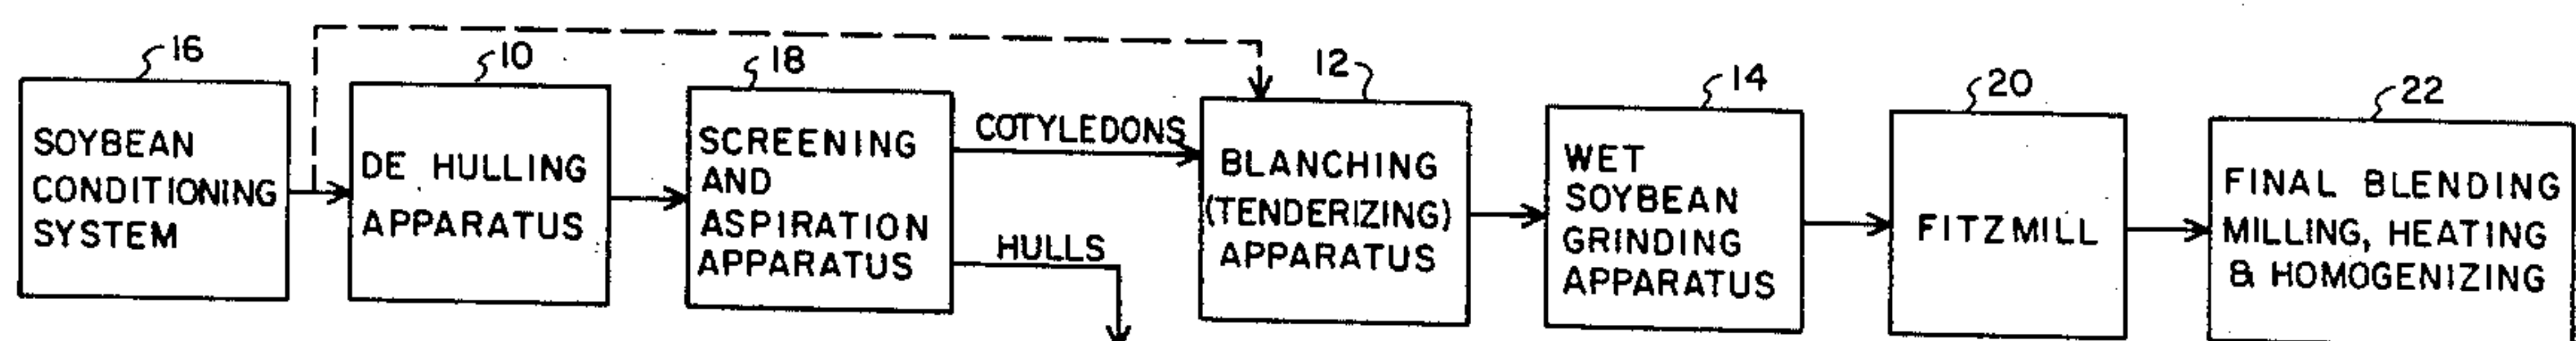 16
SOYBEAN
CONDITIONING
SYSTEM
10
DE HULLING
APPARATUS
18
SCREENING
AND
ASPIRATION
APPARATUS
COTYLEDONS
HULLS
12
BLANCHING
(TENDERIZING)
APPARATUS
14
WET
SOYBEAN
GRINDING
APPARATUS
20
FITZMILL
22
FINAL BLENDING
MILLING, HEATING
& HOMOGENIZING